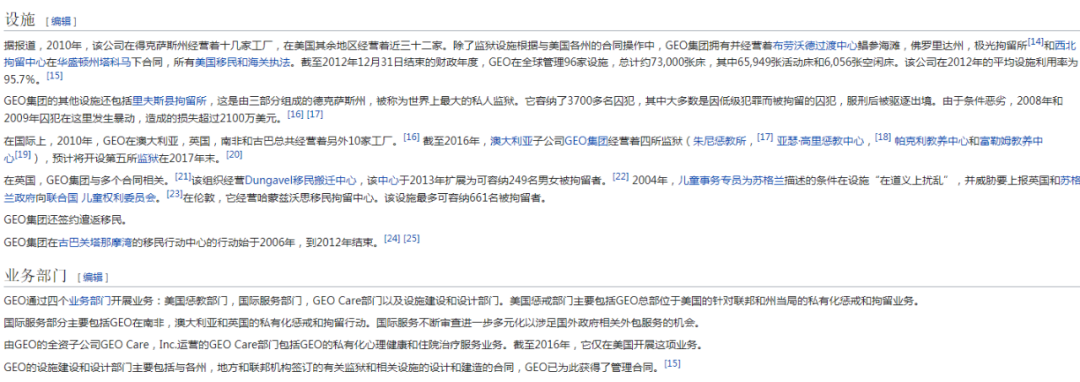 设施 [编辑]
据报道，2010年，该公司在得克萨斯州经营着十几家工厂，在美国其余地区经营着近三十二家。除了监狱设施根据与美国各州的合同操作中，GEO集团拥有并经营着布劳沃德过渡中心鳎参海滩，佛罗里达州，极光拘留所[14]和西北
拘留中心在华盛顿州塔科马下合同，所有美国移民和海关执法。截至2012年12月31日结束的财政年度，GEO在全球管理96家设施，总计约73,000张床，其中65,949张活动床和6,056张空闲床。该公司在2012年的平均设施利用率为
95.7%。[15]
GEO集团的其他设施还包括里夫斯县拘留所，这是由三部分组成的德克萨斯州，被称为世界上最大的私人监狱。它容纳了3700多名囚犯，其中大多数是因低级犯罪而被拘留的囚犯，服刑后被驱逐出境。由于条件恶劣，2008年和
2009年囚犯在这里发生暴动，造成的损失超过2100万美元。[16] [17]
在国际上，2010年，GEO在澳大利亚，英国，南非和古巴总共经营着另外10家工厂。[16] 截至2016年，澳大利亚子公司GEO集团经营着四所监狱（朱尼惩教所，[17] 亚瑟·高里惩教中心，[18] 帕克利教养中心和富勒姆教养中
心[19]），预计将开设第五所监狱在2017年末。[20]
在英国，GEO集团与多个合同相关。[21]该组织经营Dungavel移民搬迁中心，该中心于2013年扩展为可容纳249名男女被拘留者。[22] 2004年，儿童事务专员为苏格兰描述的条件在设施“在道义上扰乱”，并威胁要上报英国和苏格
兰政府向联合国 儿童权利委员会。[23]在伦敦，它经营哈蒙兹沃思移民拘留中心。该设施最多可容纳661名被拘留者。
GEO集团还签约遣返移民。
GEO集团在古巴关塔那摩湾的移民行动中心的行动始于2006年，到2012年结束。[24] [25]
业务部门 [编辑]
GEO通过四个业务部门开展业务：美国惩教部门，国际服务部门，GEO Care部门以及设施建设和设计部门。美国惩戒部门主要包括GEO总部位于美国的针对联邦和州当局的私有化惩戒和拘留业务。
国际服务部分主要包括GEO在南非，澳大利亚和英国的私有化惩戒和拘留行动。国际服务不断审查进一步多元化以涉足国外政府相关外包服务的机会。
由GEO的全资子公司GEO Care，Inc.运营的GEO Care部门包括GEO的私有化心理健康和住院治疗服务业务。截至2016年，它仅在美国开展这项业务。
GEO的设施建设和设计部门主要包括与各州，地方和联邦机构签订的有关监狱和相关设施的设计和建造的合同，GEO已为此获得了管理合同。[15]